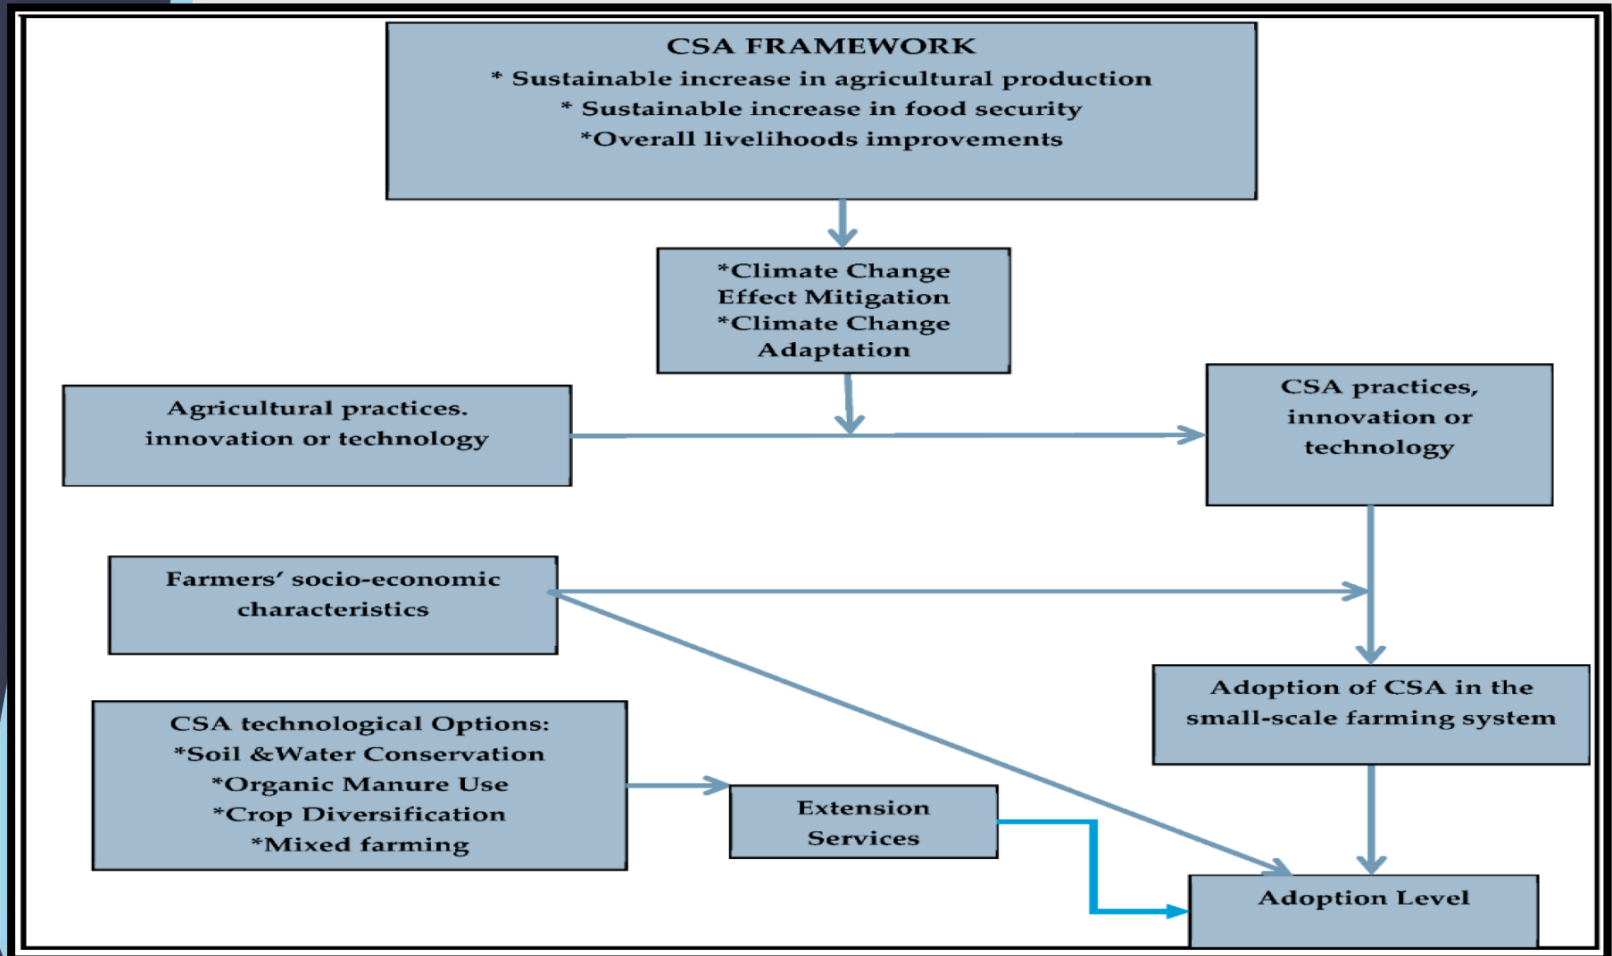 CSA FRAMEWORK
* Sustainable increase in agricultural production
* Sustainable increase in food security
*Overall livelihoods improvements
*Climate Change
Effect Mitigation
*Climate Change
Adaptation
Agricultural practices.
innovation or technology
CSA practices,
innovation or
technology
Farmers’ socio-economic
characteristics
Adoption of CSA in the
small-scale farming system
CSA technological Options:
*Soil &Water Conservation
*Organic Manure Use
*Crop Diversification
*Mixed farming
Extension
Services
Adoption Level